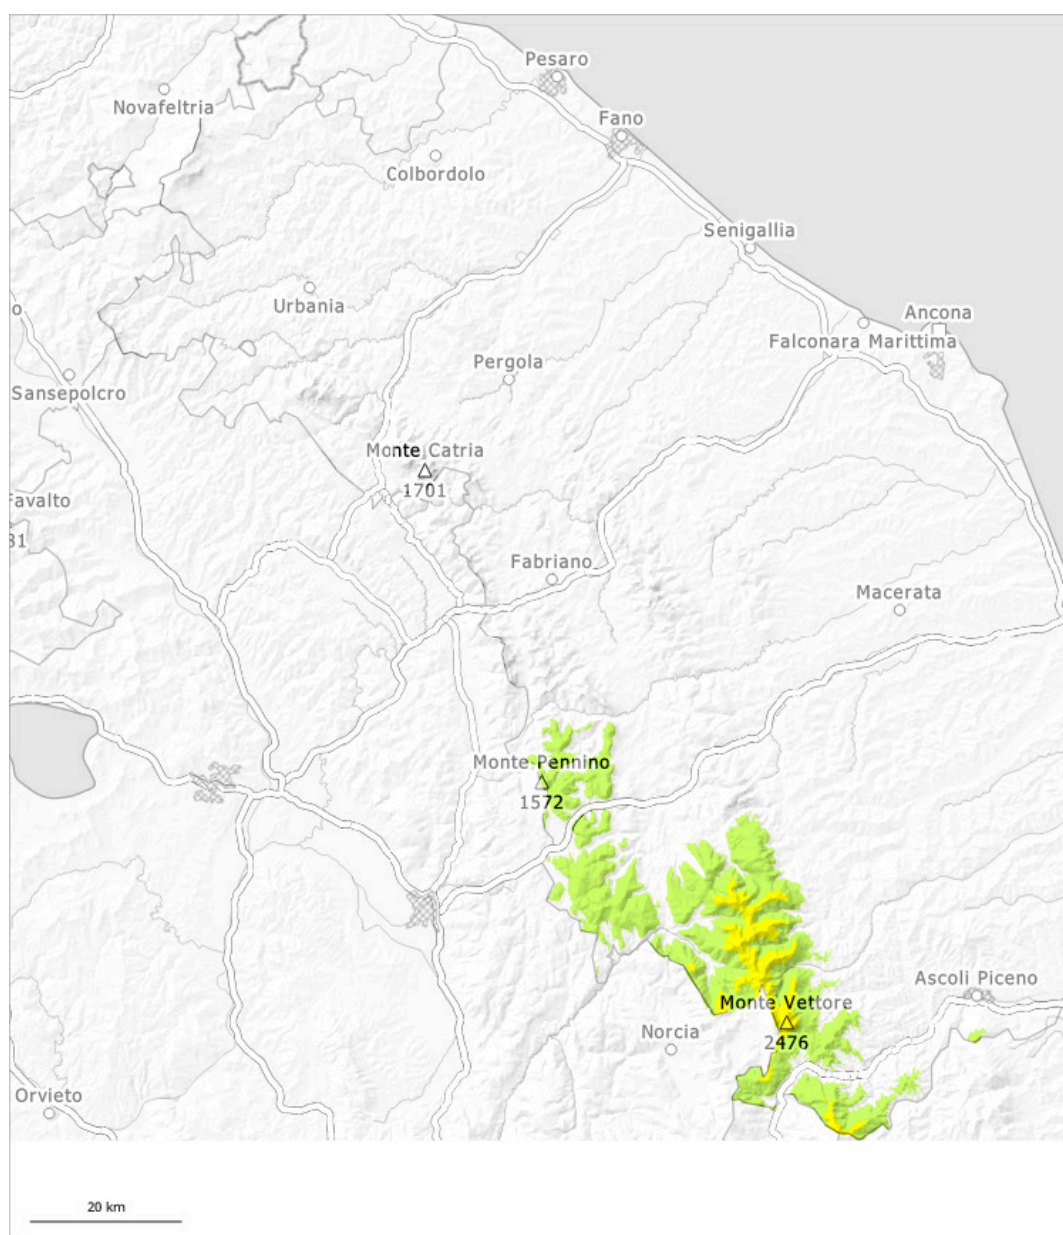 Pesaro
Novafeltria
Fano
Colbordolo
Senigallia
Urbania
Ancona
o
Falconara Marittima
Pergola
Sansepolcro
Monte Catria
1701
Favalto
31
Fabriano
Macerata
Monte Pennino
1572
Ascoli Piceno
Monte Vettore
Norcia
2476
Orvieto
20 km